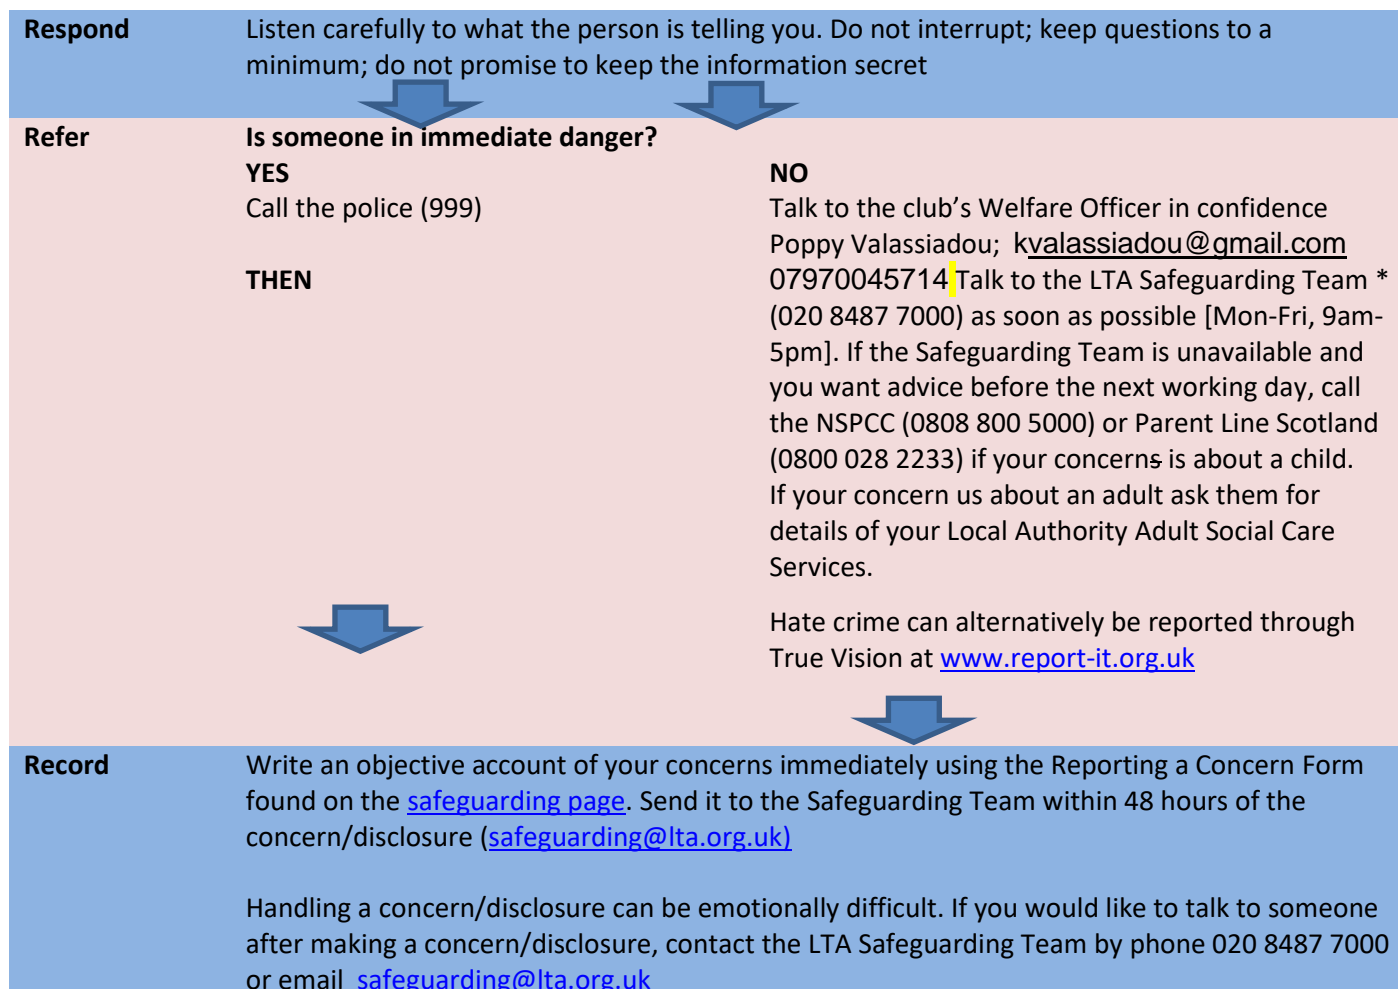 Respond
Listen carefully to what the person is telling you. Do not interrupt; keep questions to a
minimum; do not promise to keep the information secret
Refer
Is someone in immediate danger?
YES
Call the police (999)
THEN
NO
Talk to the club's Welfare Officer in confidence
Poppy Valassiadou; kvalassiadou@gmail.com
07970045714 Talk to the LTA Safeguarding Team *
(020 8487 7000) as soon as possible [Mon-Fri, 9am-
5pm]. If the Safeguarding Team is unavailable and
you want advice before the next working day, call
the NSPCC (0808 800 5000) or Parent Line Scotland
(0800 028 2233) if your concerns is about a child.
If your concern us about an adult ask them for
details of your Local Authority Adult Social Care
Services.
Hate crime can alternatively be reported through
True Vision at www.report-it.org.uk
Record
Write an objective account of your concerns immediately using the Reporting a Concern Form
found on the safeguarding page. Send it to the Safeguarding Team within 48 hours of the
concern/disclosure (safeguarding@lta.org.uk)
Handling a concern/disclosure can be emotionally difficult. If you would like to talk to someone
after making a concern/disclosure, contact the LTA Safeguarding Team by phone 020 8487 7000
or email safeguarding@lta.org.uk